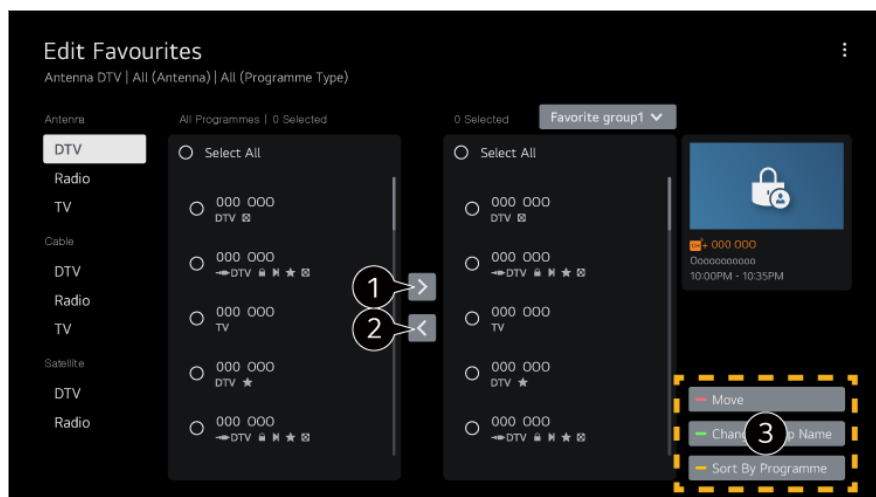 Edit Favourites
Antenna DTV | All (Antenna) | All (Programme Type)
Antenna
DTV
Radio
TV
Cable
DTV
Radio
TV
Satellite
DTV
Radio
All Programmes | 0 Selected
Select All
000 000
DTV
000 000
DTV
000 000
TV
000 000
DTV
000 000
DTV
1
2
0 Selected
Favorite group1
Select All
000 000
DTV
000 000
DTV
000 000
TV
000 000
DTV
000 000
DTV
CH+ 000 000
Oooooooooo
10:00PM - 10:35PM
Move
3
Name
Sort By Programme